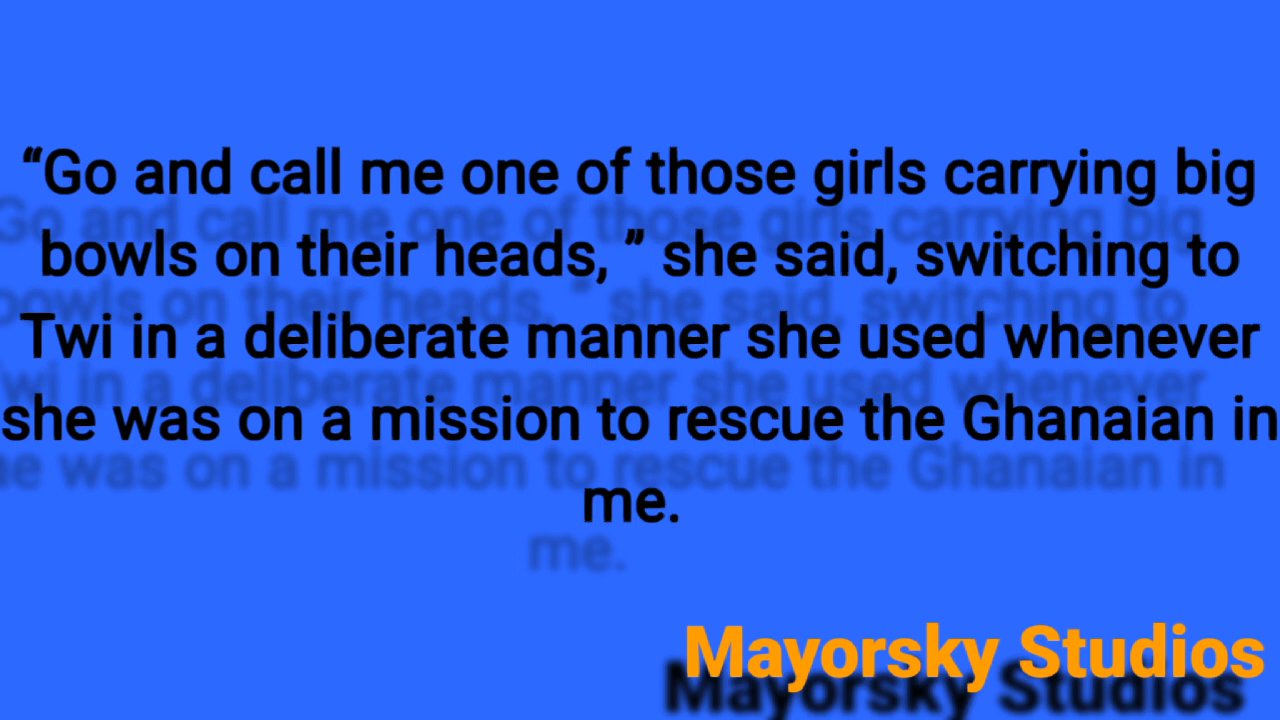 “Go and call me one of those girls carrying big
bowls on their heads, ” she said, switching to
Twi in a deliberate manner she used whenever
she was on a mission to rescue the Ghanaian in
me.
Mayorsky Studios